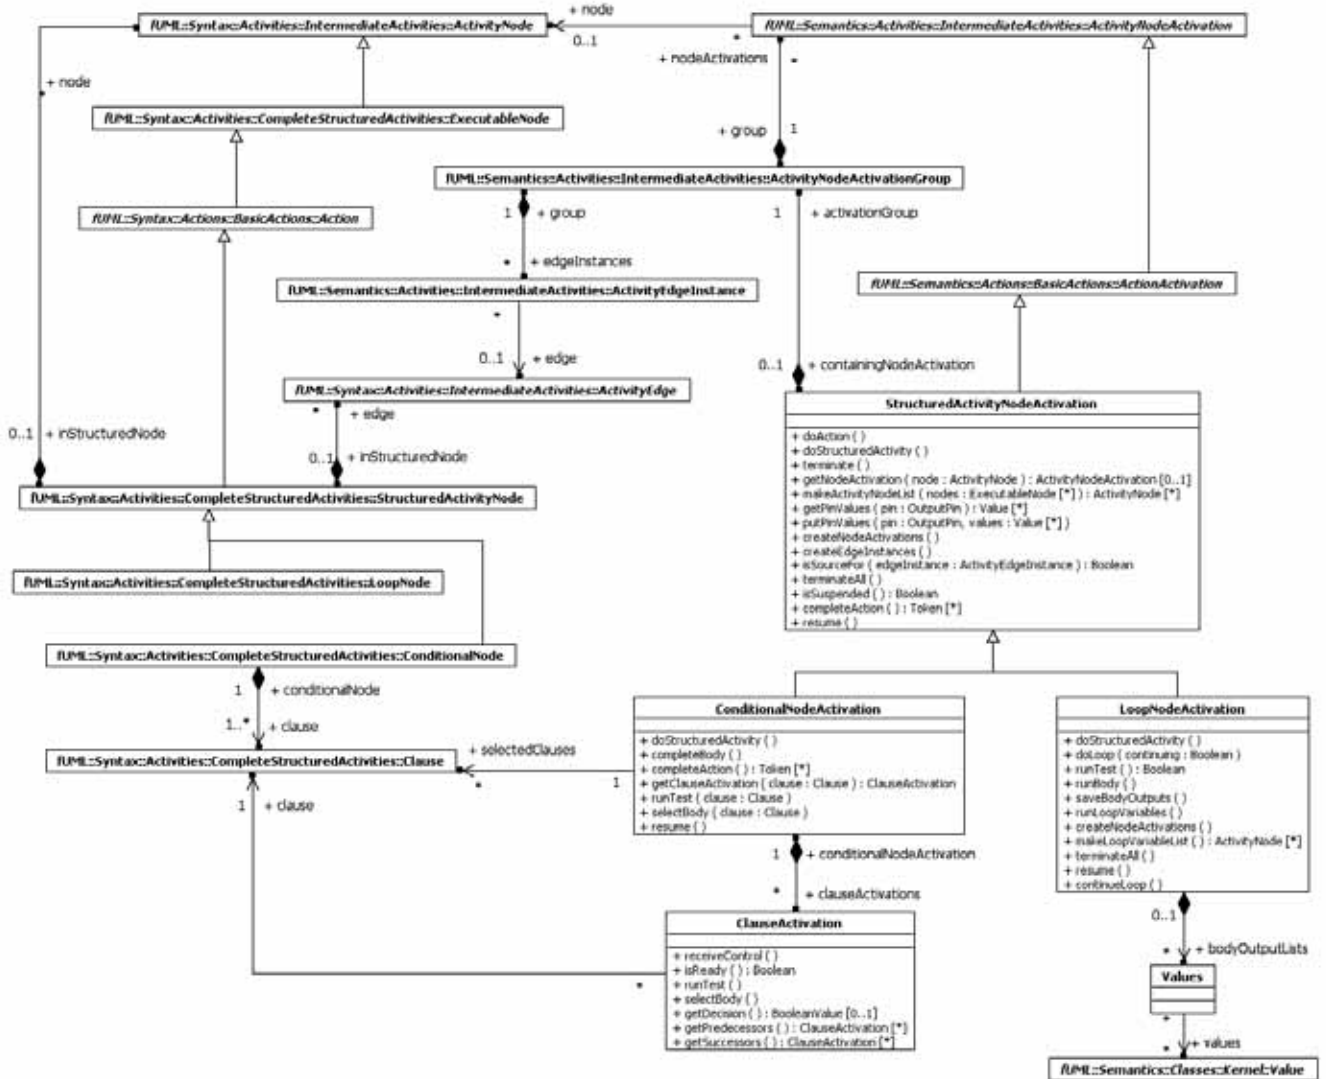 + node
fUML::Syntax::Activities::IntermediateActivities::ActivityNode
0..1
*
fUML::Semantics::Activities::IntermediateActivities::ActivityNodeActivation
+ nodeActivations
*
+ node
*
fUML::Syntax::Activities::CompleteStructuredActivities::ExecutableNode
+ group
1
fUML::Semantics::Activities::IntermediateActivities::ActivityNodeActivationGroup
fUML::Syntax::Actions::BasicActions::Action
1
+ group
1
+ activationGroup
*
+ edgeInstances
fUML::Semantics::Activities::IntermediateActivities::ActivityEdgeInstance
fUML::Semantics::Actions::BasicActions::ActionActivation
*
0..1
+ edge
0..1
+ containingNodeActivation
fUML::Syntax::Activities::IntermediateActivities::ActivityEdge
*
+ edge
0..1
+ inStructuredNode
0..1
+ inStructuredNode
fUML::Syntax::Activities::CompleteStructuredActivities::StructuredActivityNode
StructuredActivityNodeActivation
+ doAction ( )
+ doStructuredActivity ( )
+ terminate ( )
+ getNodeActivation ( node : ActivityNode ) : ActivityNodeActivation [0..1]
+ makeActivityNodeList ( nodes : ExecutableNode [*] ) : ActivityNode [*]
+ getPinValues ( pin : OutputPin ) : Value [*]
+ putPinValues ( pin : OutputPin, values : Value [*] )
+ createNodeActivations ( )
+ createEdgeInstances ( )
+ isSourceFor ( edgeInstance : ActivityEdgeInstance ) : Boolean
+ terminateAll ( )
+ isSuspended ( ) : Boolean
+ completeAction ( ) : Token [*]
+ resume ( )
fUML::Syntax::Activities::CompleteStructuredActivities::LoopNode
fUML::Syntax::Activities::CompleteStructuredActivities::ConditionalNode
1
+ conditionalNode
1..*
+ clause
fUML::Syntax::Activities::CompleteStructuredActivities::Clause
+ selectedClauses
*
1
1
+ clause
ConditionalNodeActivation
+ doStructuredActivity ( )
+ completeBody ( )
+ completeAction ( ) : Token [*]
+ getClauseActivation ( clause : Clause ) : ClauseActivation
+ runTest ( clause : Clause )
+ selectBody ( clause : Clause )
+ resume ( )
LoopNodeActivation
+ doStructuredActivity ( )
+ doLoop ( continuing : Boolean )
+ runTest ( ) : Boolean
+ runBody ( )
+ saveBodyOutputs ( )
+ runLoopVariables ( )
+ createNodeActivations ( )
+ makeLoopVariableList ( ) : ActivityNode [*]
+ terminateAll ( )
+ resume ( )
+ continueLoop ( )
1
+ conditionalNodeActivation
*
+ clauseActivations
ClauseActivation
+ receiveControl ( )
+ isReady ( ) : Boolean
+ runTest ( )
+ selectBody ( )
+ getDecision ( ) : BooleanValue [0..1]
+ getPredecessors ( ) : ClauseActivation [*]
+ getSuccessors ( ) : ClauseActivation [*]
*
0..1
*
+ bodyOutputLists
Values
*
*
+ values
fUML::Semantics::Classes::Kernel::Value